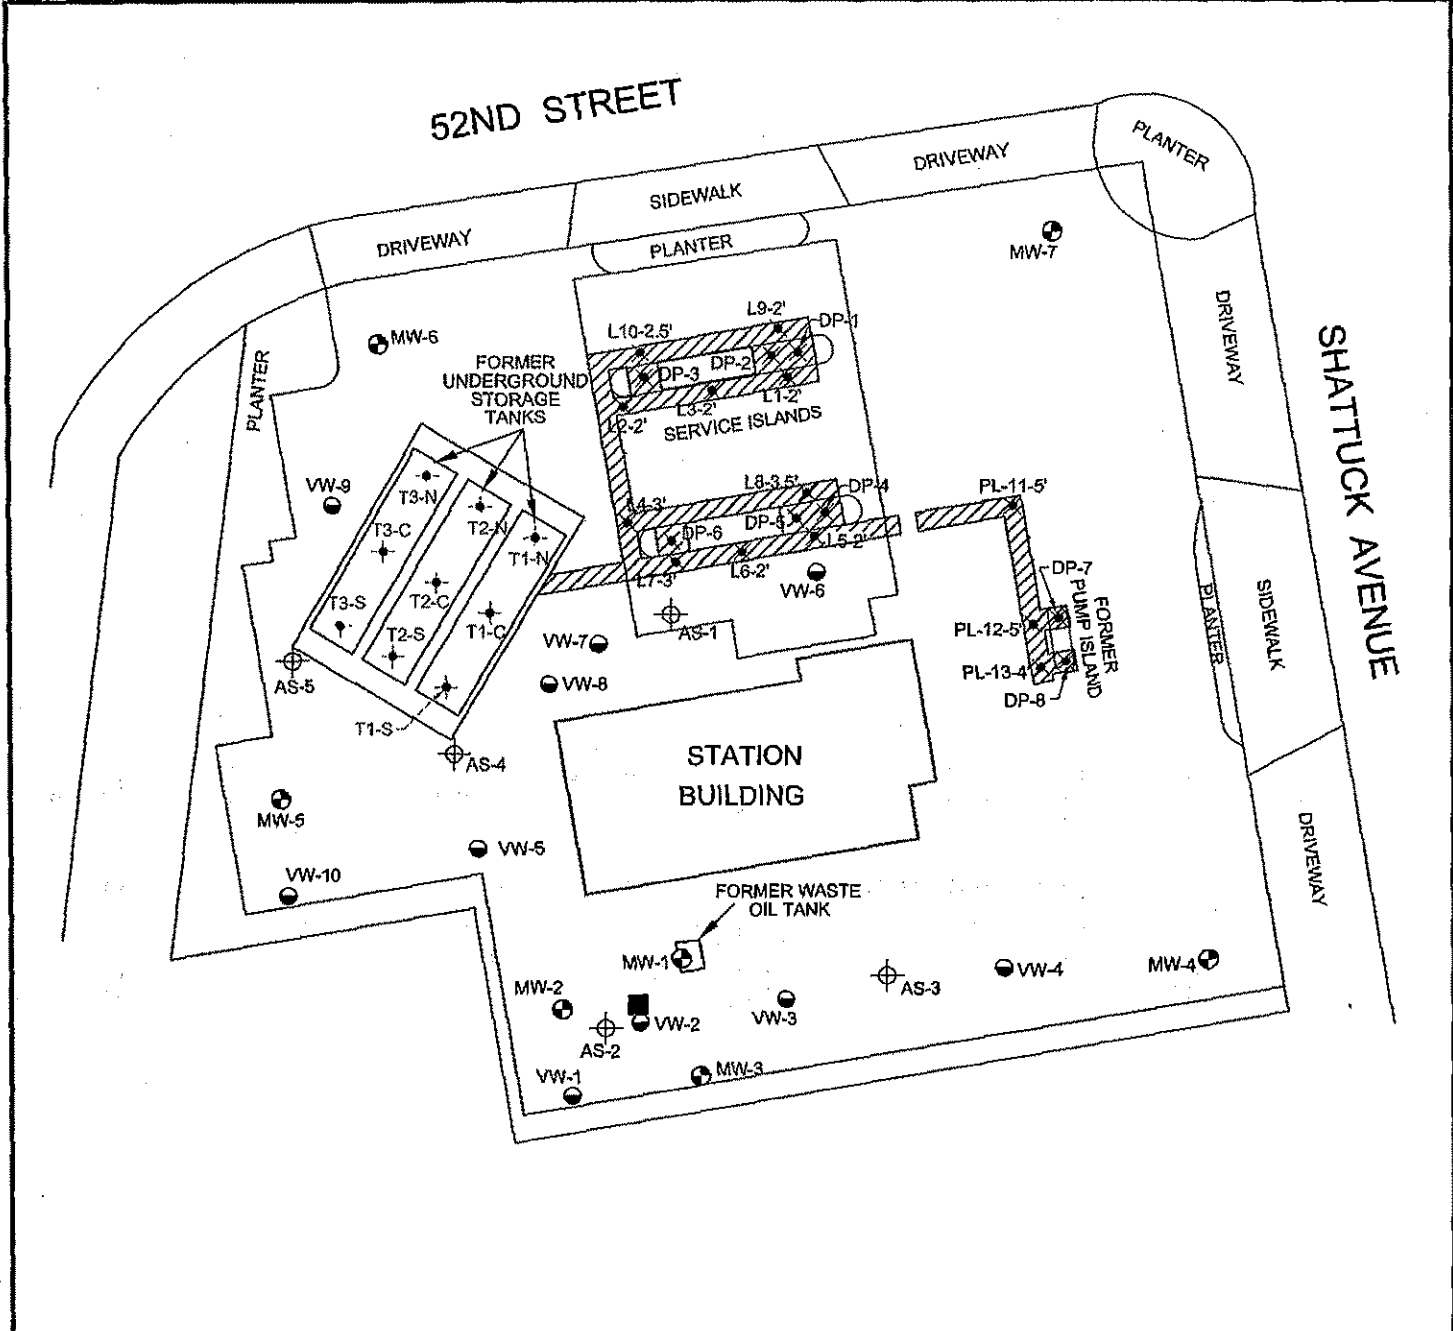 52ND STREET
DRIVEWAY
SIDEWALK
DRIVEWAY
PLANTER
PLANTER
MW-7
MW-6
PLANTER
DRIVEWAY
SHATTUCK AVENUE
L9-2'
DP-1
L10-2.5'
DP-2
DP-3
L1-2'
L3-2'
L2-2'
SERVICE ISLANDS
FORMER
UNDERGROUND
STORAGE
TANKS
VW-9
T3-N
T2-N
T1-N
T3-C
T2-C
T1-C
T3-S
T2-S
T1-S
L8-3.5'
DP-4
L4-3'
DP-5
DP-6
L5-2'
L6-2'
L7-3'
VW-6
PL-11-5'
DP-7
FORMER
PUMP ISLAND
PL-12-5'
PL-13-4'
DP-8
PLANTER
SIDEWALK
AS-1
VW-7
VW-8
AS-5
AS-4
STATION
BUILDING
MW-5
VW-5
VW-10
DRIVEWAY
FORMER WASTE
OIL TANK
MW-1
MW-2
VW-2
AS-2
VW-3
AS-3
VW-4
MW-4
VW-1
MW-3